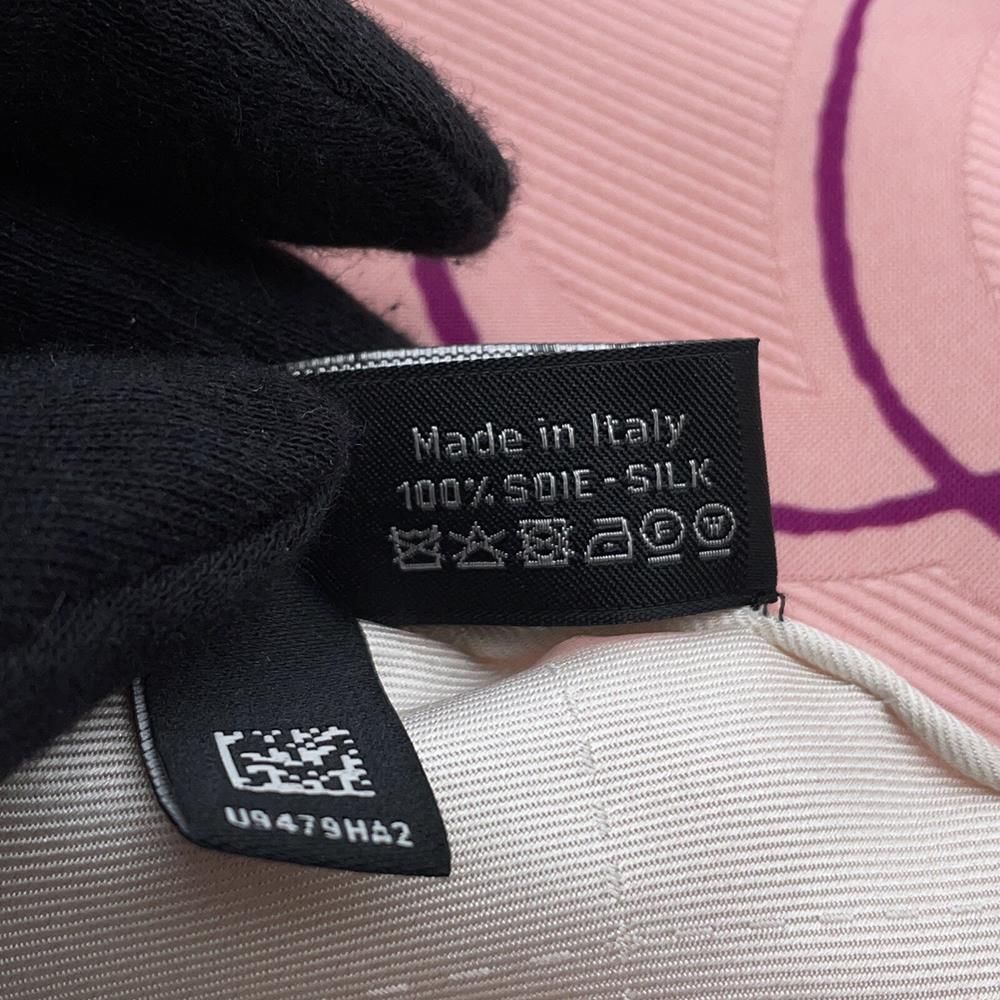 Made in Italy
100% SOIE - SILK
F W
U9479HA2